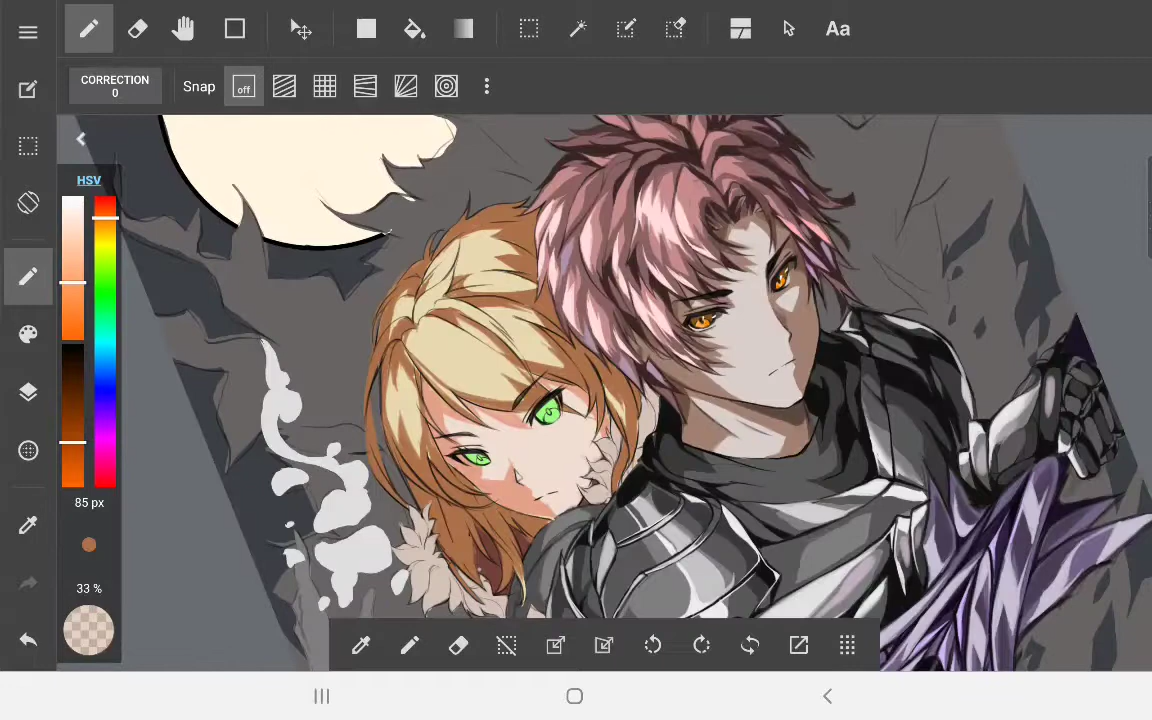 Aa
CORRECTION
0
Snap
off
HSV
85 px
33 %